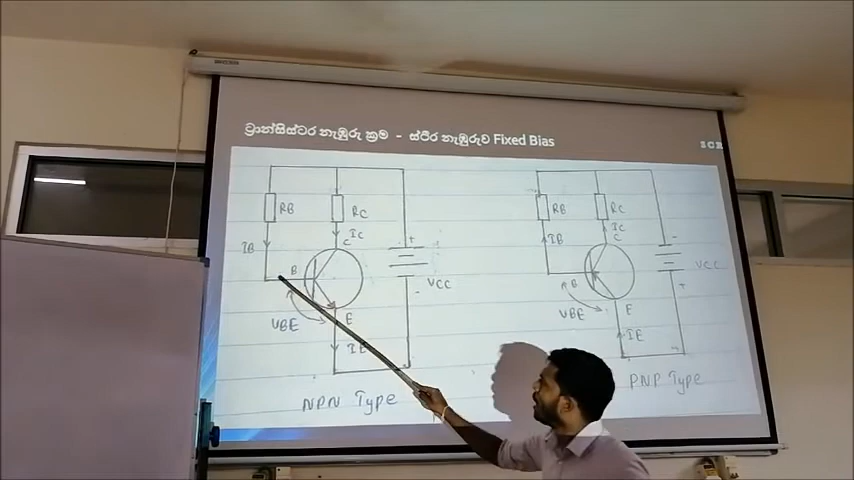 ට්‍රාන්සිස්ටර නැඹුරු ක්‍රම - ස්ථිර නැඹුරුව Fixed Bias
RB
RC
IC
C
IB
B
+
-
VCC
VBE
E
IE
NPN Type
RB
RC
IC
C
IB
B
-
+
VCC
VBE
E
IE
PNP Type